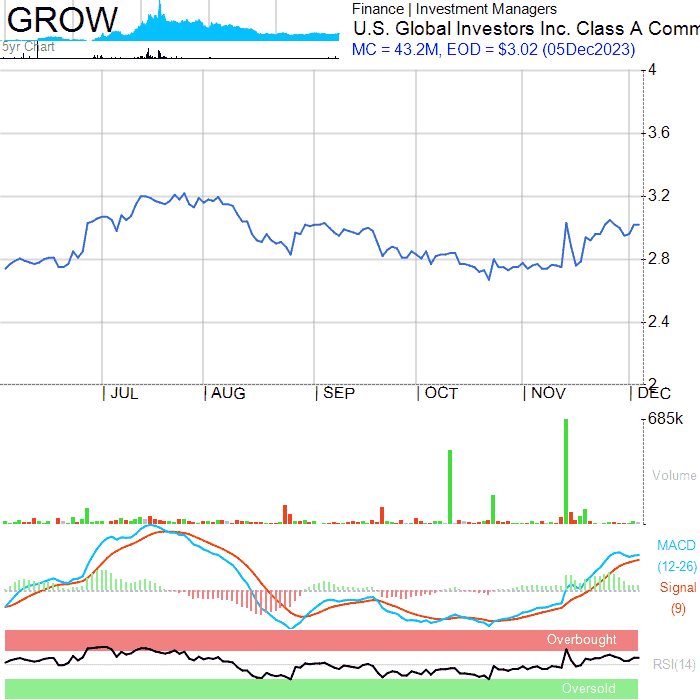 GROW
5yr Chart
Finance | Investment Managers
U.S. Global Investors Inc. Class A Comm
MC = 43.2M, EOD = $3.02 (05Dec2023)
4
3.6
3.2
2.8
2.4
2
| JUL | AUG | SEP | OCT | NOV | DEC
685k
Volume
MACD
(12-26)
Signal
(9)
Overbought
RSI(14)
Oversold